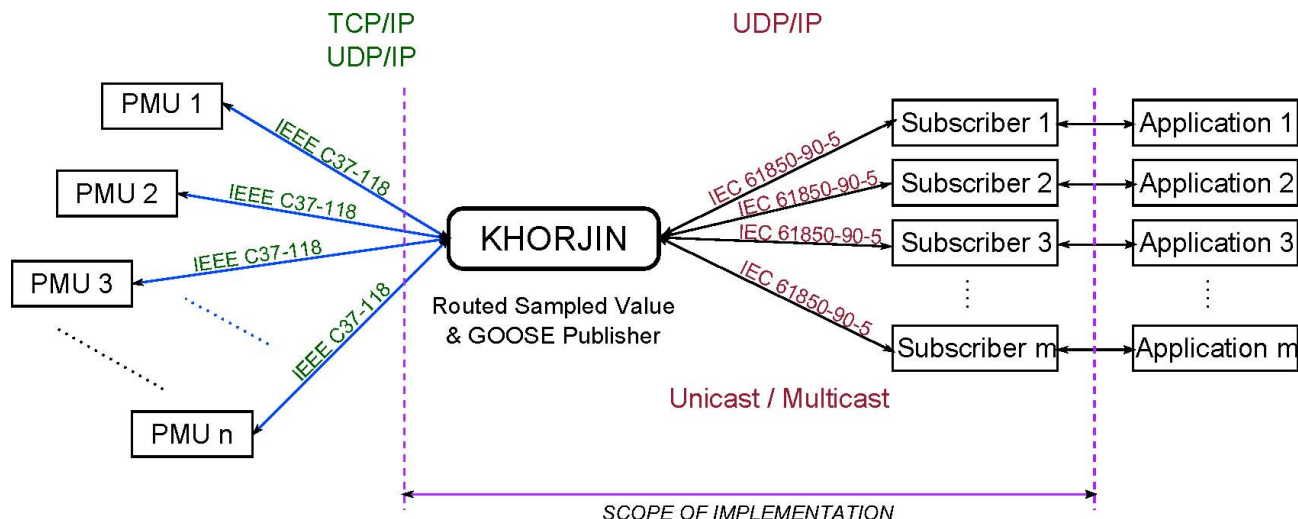 TCP/IP
UDP/IP
UDP/IP
PMU 1
PMU 2
PMU 3
PMU n
IEEE C37-118
IEEE C37-118
IEEE C37-118
IEEE C37-118
KHORJIN
Routed Sampled Value
& GOOSE Publisher
IEC 61850-90-5
IEC 61850-90-5
IEC 61850-90-5
IEC 61850-90-5
Subscriber 1
Application 1
Subscriber 2
Application 2
Subscriber 3
Application 3
Subscriber m
Application m
Unicast / Multicast
SCOPE OF IMPLEMENTATION